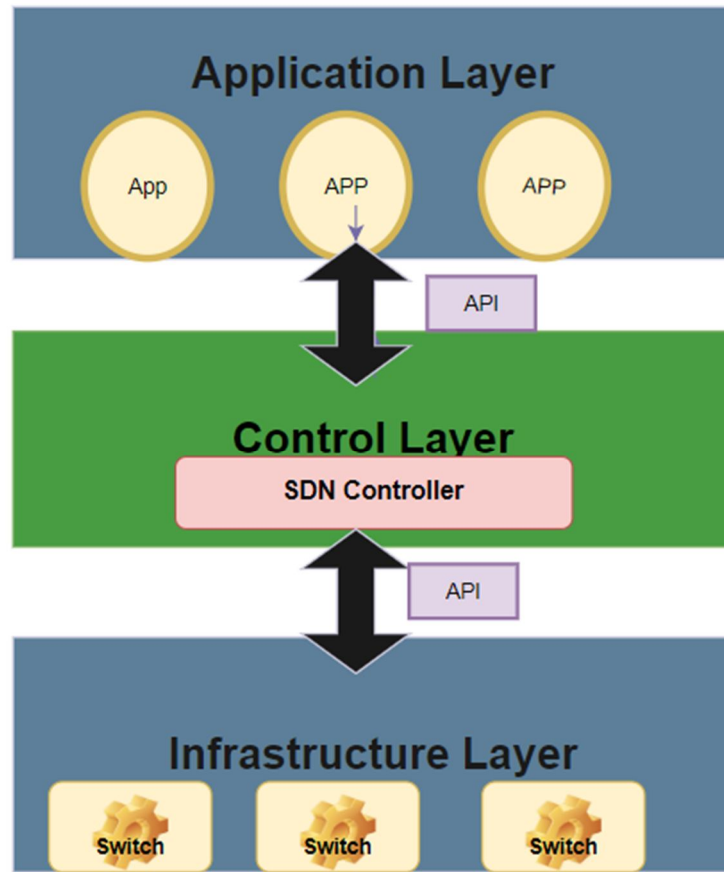 Application Layer
App
APP
APP
API
Control Layer
SDN Controller
API
Infrastructure Layer
Switch
Switch
Switch